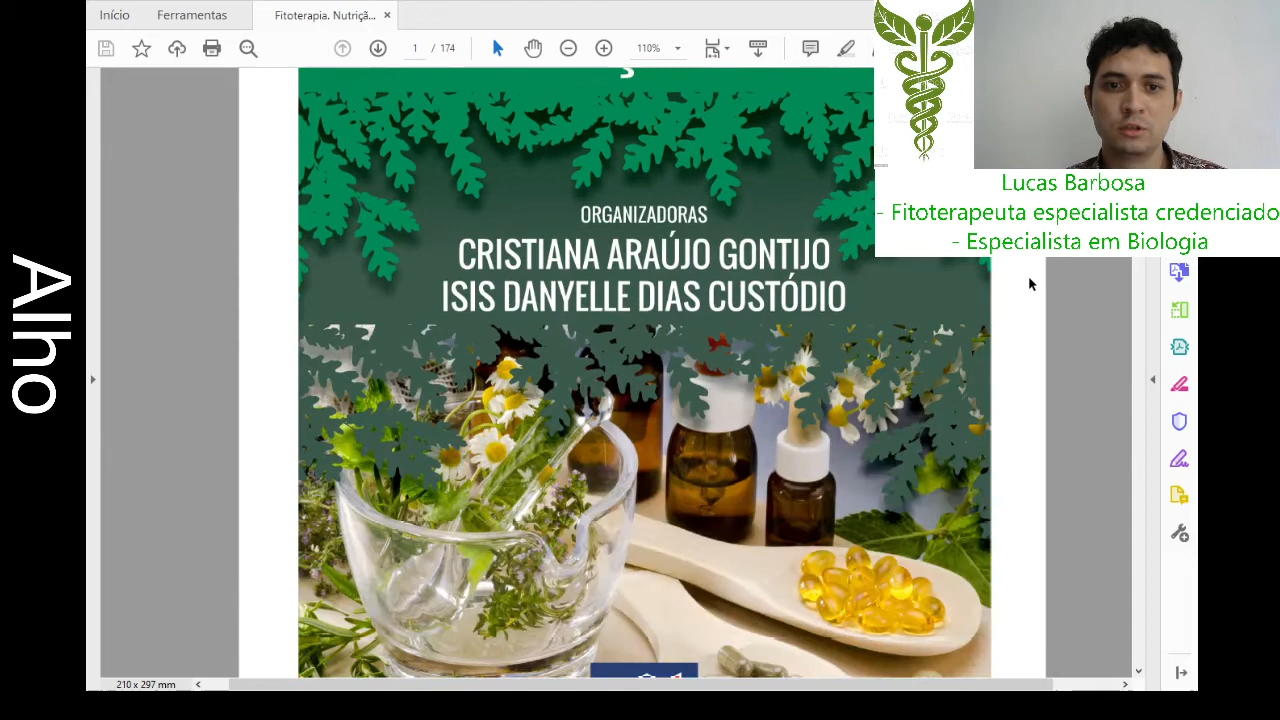 Início
Ferramentas
Fitoterapia. Nutriçã...
×
1 / 174
110%
ORGANIZADORAS
CRISTIANA ARAÚJO GONTIJO
ISIS DANYELLE DIAS CUSTÓDIO
Lucas Barbosa
- Fitoterapeuta especialista credenciado
- Especialista em Biologia
Alho
210 x 297 mm